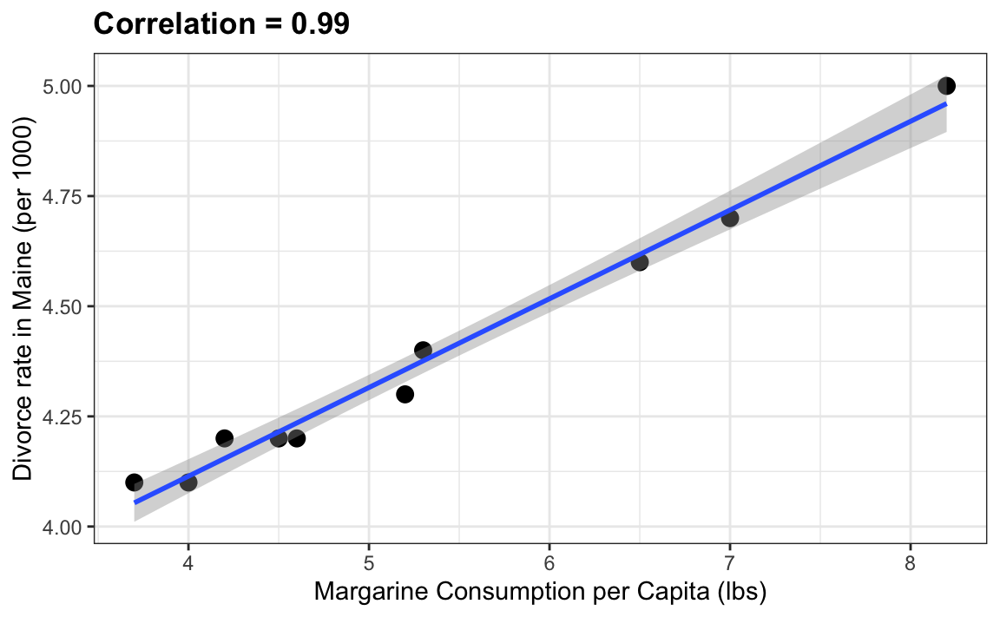 Correlation = 0.99
Divorce rate in Maine (per 1000)
5.00
4.75
4.50
4.25
4.00
4 5 6 7 8
Margarine Consumption per Capita (lbs)